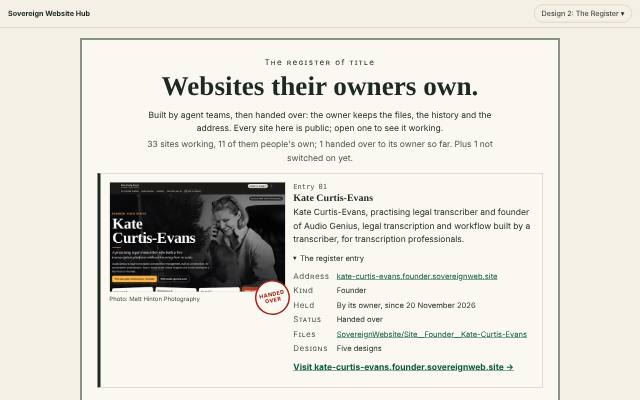 Sovereign Website Hub
Design 2: The Register ▾
The register of title
Websites their owners own.
Built by agent teams, then handed over: the owner keeps the files, the history and the
address. Every site here is public; open one to see it working.
33 sites working, 11 of them people's own; 1 handed over to its owner so far. Plus 1 not
switched on yet.
Kate
Curtis-Evans
HANDED
OVER
Photo: Matt Hinton Photography
Entry 01
Kate Curtis-Evans
Kate Curtis-Evans, practising legal transcriber and founder
of Audio Genius, legal transcription and workflow built by a
transcriber, for transcription professionals.
▾ The register entry
Address kate-curtis-evans.founder.sovereignweb.site
Kind Founder
Held By its owner, since 20 November 2026
Status Handed over
Files SovereignWebsite/Site__Founder__Kate-Curtis-Evans
Designs Five designs
Visit kate-curtis-evans.founder.sovereignweb.site →